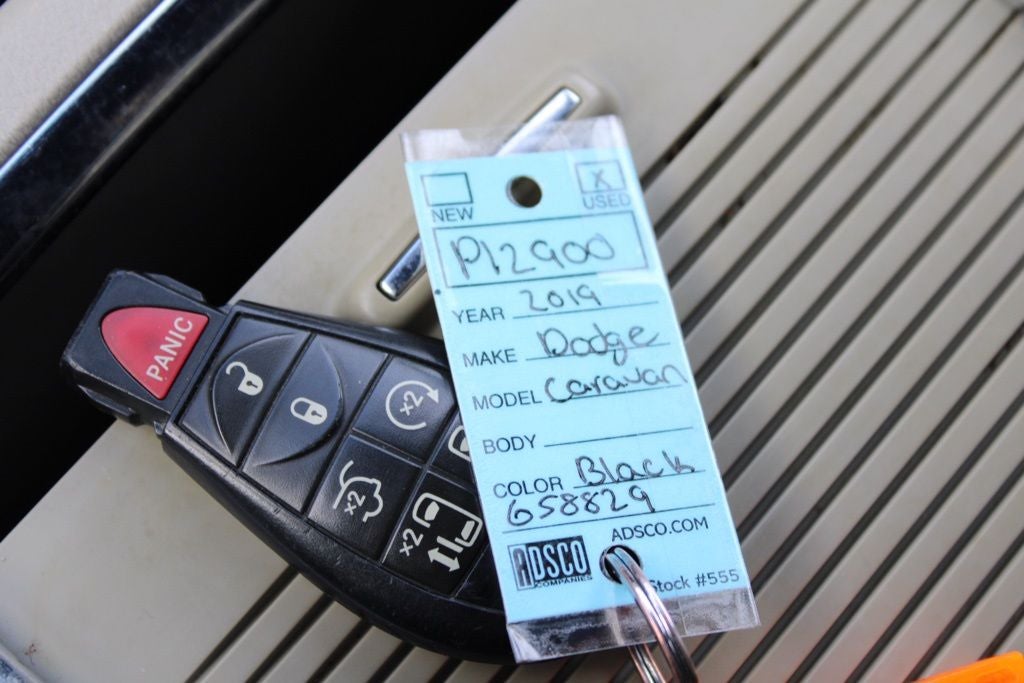 PANIC
x2
x2
x2
NEW
X
USED
P12900
YEAR 2019
MAKE Dodge
MODEL Caravan
BODY
COLOR Black
658829
ADSCO.COM
ADSCO
COMPANIES
Stock #555